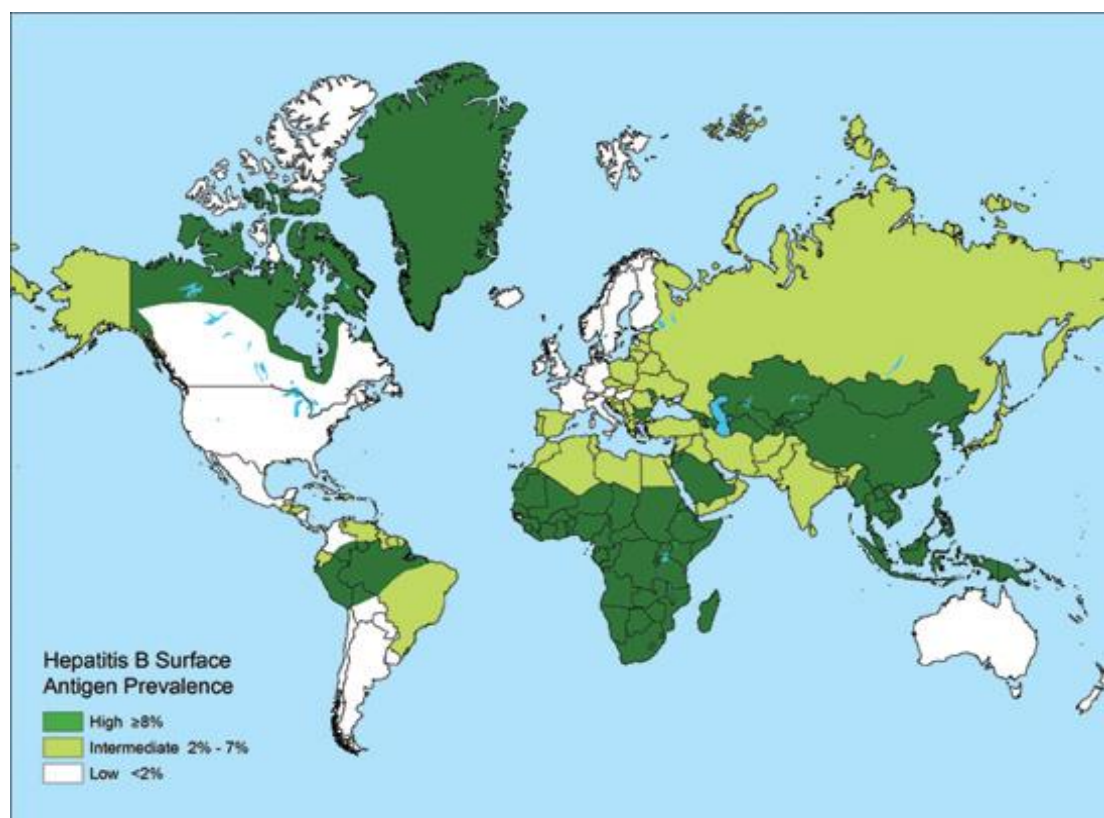 Hepatitis B Surface
Antigen Prevalence
High ≥8%
Intermediate 2% - 7%
Low <2%